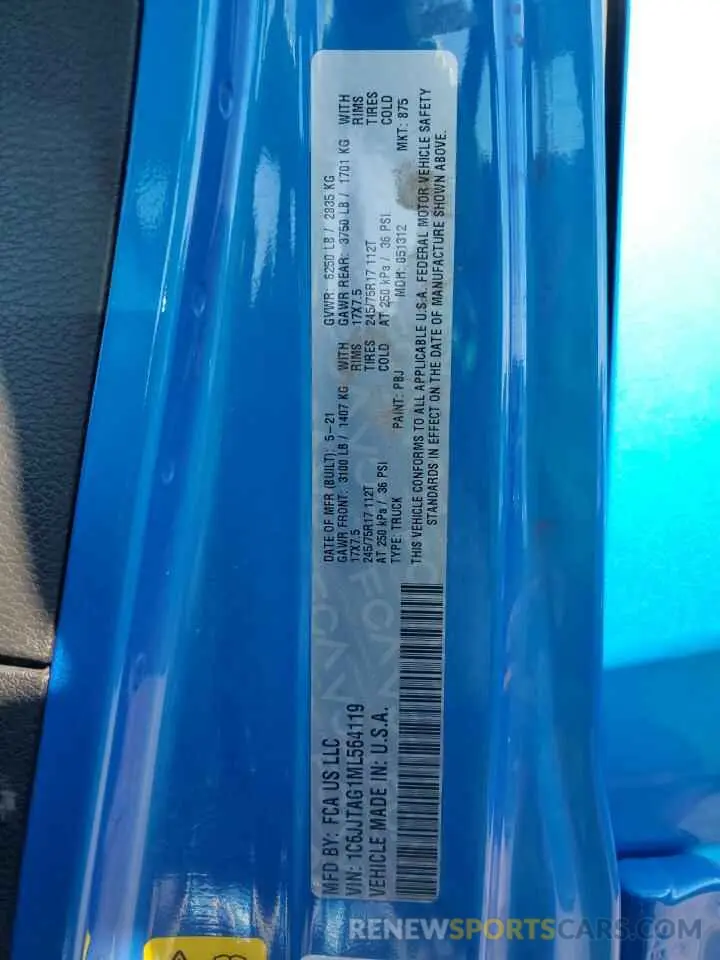 MFD BY: FCA US LLC
DATE OF MFR (BUILT): 5-21
GVWR: 6250 LB / 2835 KG
GAWR FRONT: 3100 LB / 1407 KG WITH
GAWR REAR: 3750 LB / 1701 KG WITH
17X7.5 RIMS
17X7.5 RIMS
245/75R17 112T TIRES
245/75R17 112T TIRES
AT 250 kPa / 36 PSI COLD
AT 250 kPa / 36 PSI COLD
VIN: 1C6JJTAG1ML564119
TYPE: TRUCK PAINT: PBJ MDH: 051312 MKT: 875
VEHICLE MADE IN: U.S.A.
THIS VEHICLE CONFORMS TO ALL APPLICABLE U.S.A. FEDERAL MOTOR VEHICLE SAFETY
STANDARDS IN EFFECT ON THE DATE OF MANUFACTURE SHOWN ABOVE.
RENEWSALVAGE.COM